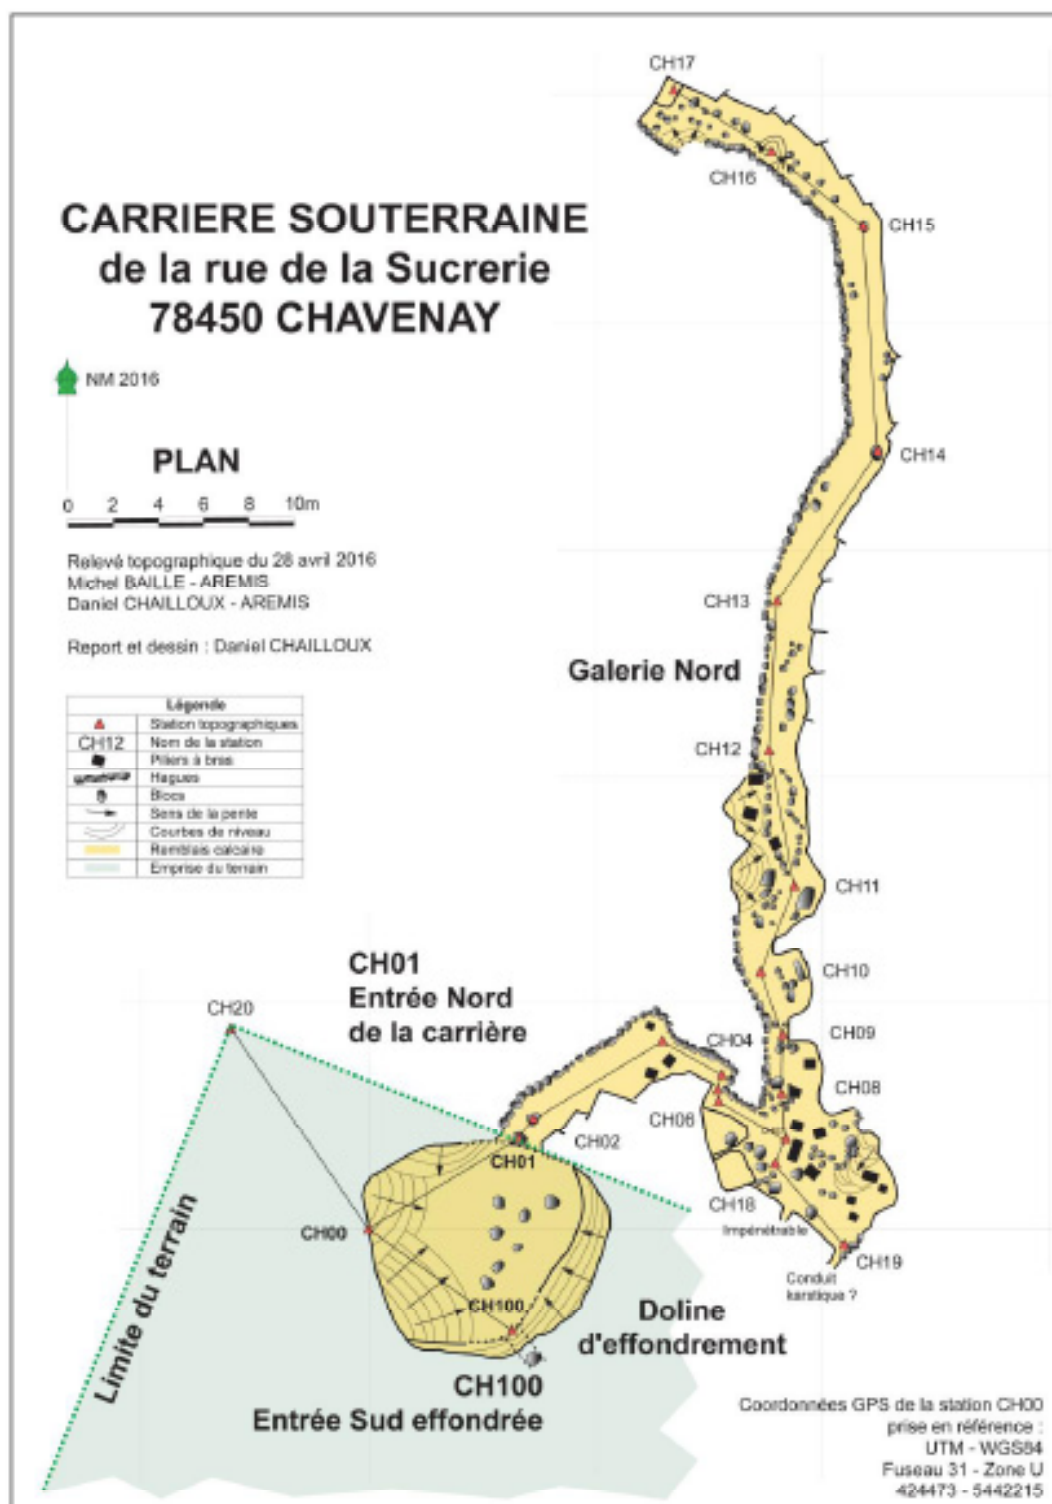 CH17
CH16
CARRIERE SOUTERRAINE
de la rue de la Sucrerie
78450 CHAVENAY
CH15
NM 2016
PLAN
0 2 4 6 8 10m
CH14
Relevé topographique du 28 avril 2016
Michel BAILLE - AREMIS
Daniel CHAILLOUX - AREMIS
CH13
Report et dessin : Daniel CHAILLOUX
Galerie Nord
Légende
Station topographiques
CH12 Nom de la station
Piliers à bras
Hagues
Blocs
Sens de la pente
Courbes de niveau
Remblais calcaire
Emprise du terrain
CH12
CH11
CH01
Entrée Nord
de la carrière
CH10
CH20
CH09
CH04
CH08
CH06
CH02
CH01
CH18
Impénétrable
CH00
CH19
Conduit
karstique ?
Limite du terrain
CH100
Doline
d'effondrement
CH100
Entrée Sud effondrée
Coordonnées GPS de la station CH00
prise en référence :
UTM - WGS84
Fuseau 31 - Zone U
424473 - 5442215